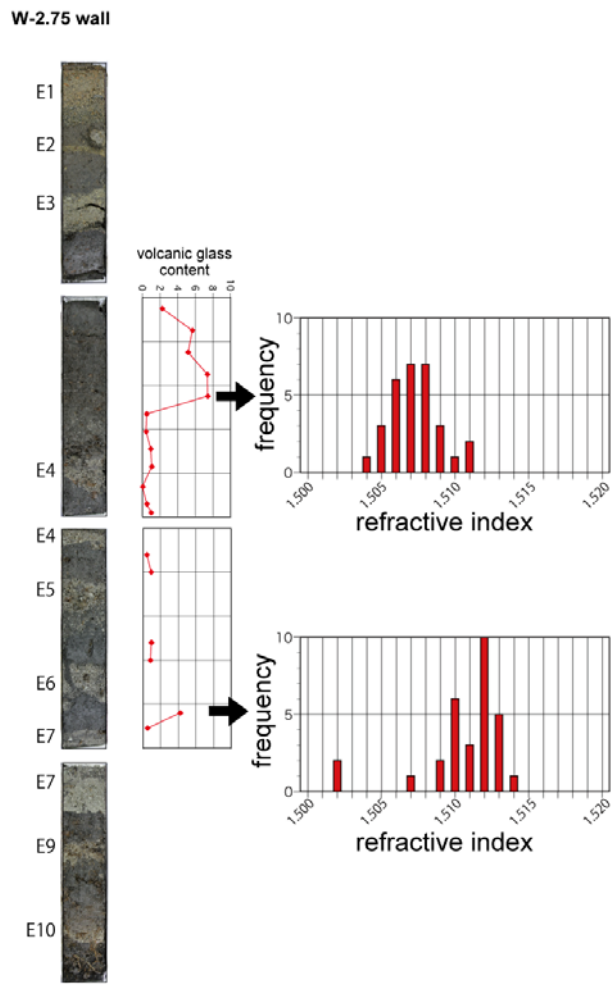 W-2.75 wall
E1
E2
E3
volcanic glass
content
0 2 4 6 8 10
E4
10
5
0
frequency
1.500 1.505 1.510 1.515 1.520
refractive index
E4
E5
E6
E7
10
5
0
frequency
1.500 1.505 1.510 1.515 1.520
refractive index
E7
E9
E10